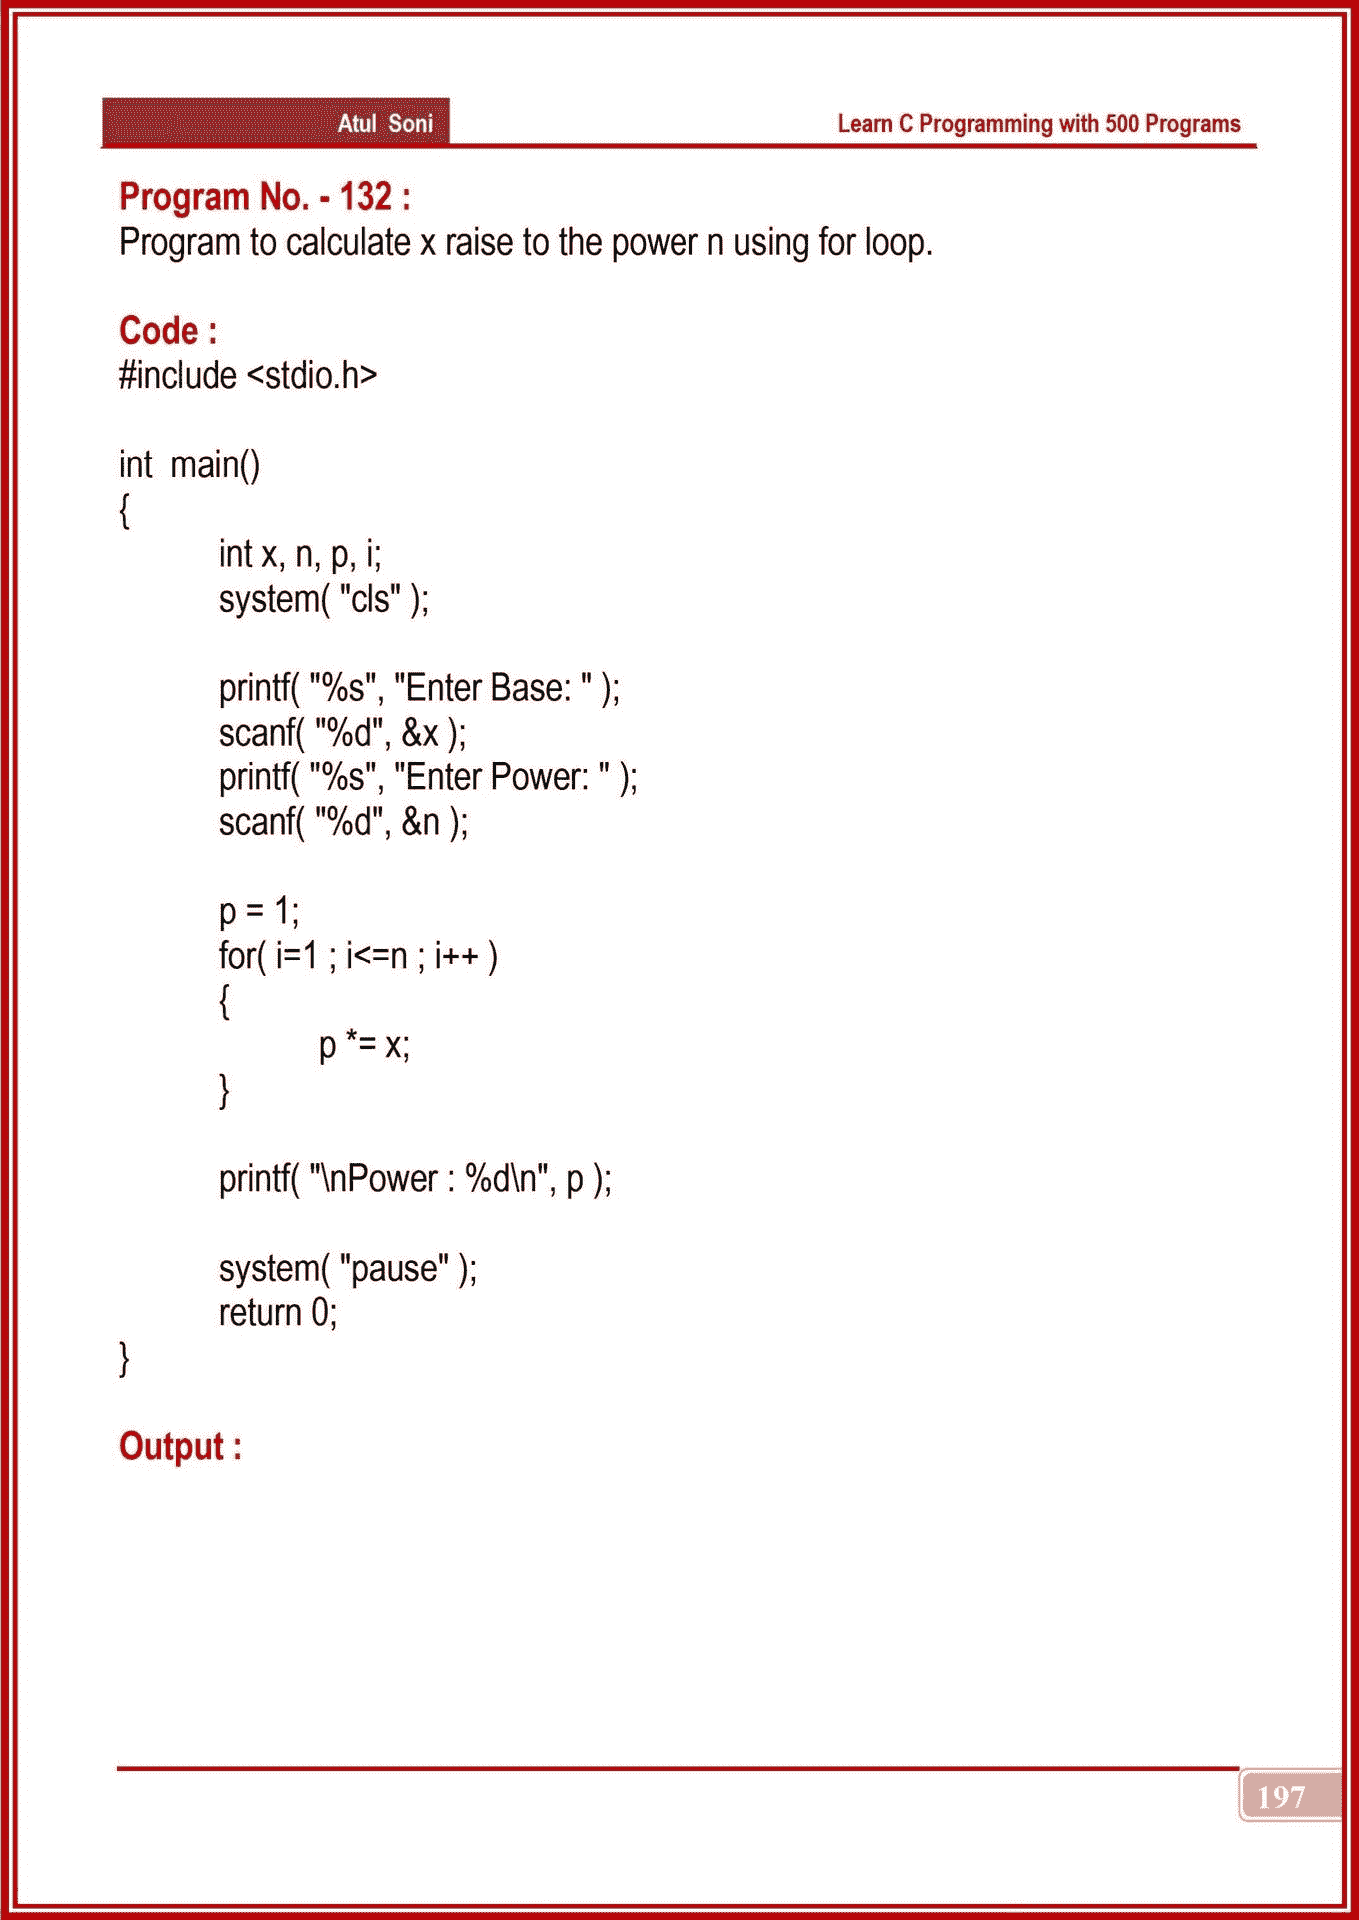 Atul  Soni
Learn C Programming with 500 Programs
Program No. - 132 :
Program to calculate x raise to the power n using for loop.
Code :
#include <stdio.h>
int  main()
{
int x, n, p, i;
system( "cls" );
printf( "%s", "Enter Base: " );
scanf( "%d", &x );
printf( "%s", "Enter Power: " );
scanf( "%d", &n );
p = 1;
for( i=1 ; i<=n ; i++ )
{
p *= x;
}
printf( "\nPower : %d\n", p );
system( "pause" );
return 0;
}
Output :
197